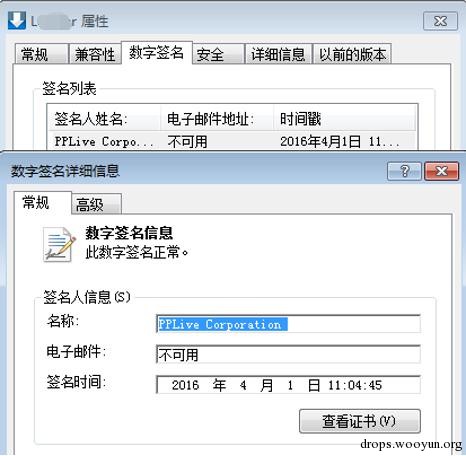 属性
常规 兼容性 数字签名 安全 详细信息 以前的版本
签名列表
签名人姓名: 电子邮件地址: 时间戳
PPLive Corpo... 不可用 2016年4月1日 11...
数字签名详细信息
常规 高级
数字签名信息
此数字签名正常。
签名人信息(S)
名称: PPLive Corporation
电子邮件: 不可用
签名时间: 2016 年 4 月 1 日 11:04:45
查看证书(V)
drops.wooyun.org